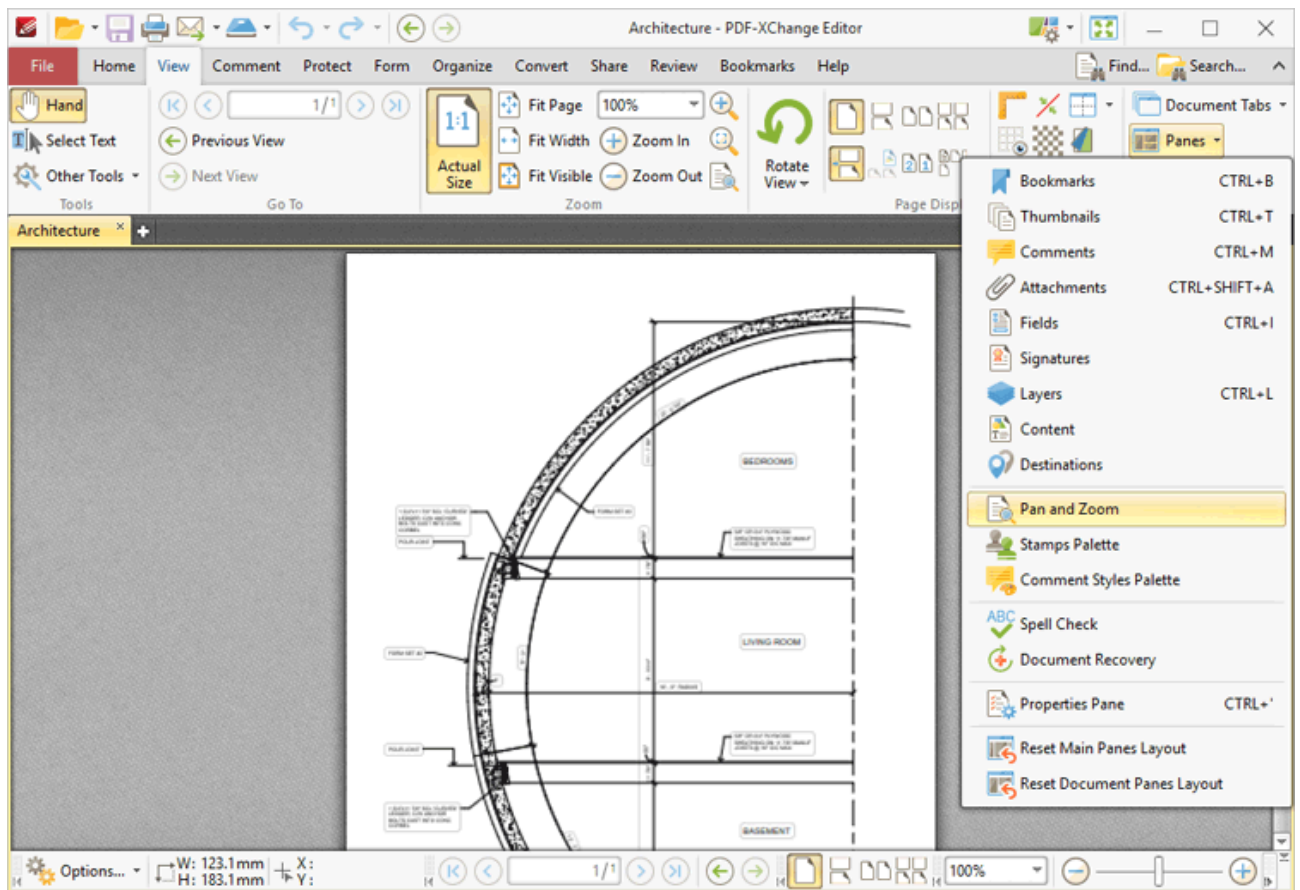 Architecture - PDF-XChange Editor
File Home View Comment Protect Form Organize Convert Share Review Bookmarks Help Find... Search...
Hand 1/1 1:1 Fit Page 100% Document Tabs
Select Text Previous View Fit Width Zoom In Panes
Other Tools Next View Actual Size Fit Visible Zoom Out Rotate View
Tools Go To Zoom Page Displ
Architecture
Bookmarks CTRL+B
Thumbnails CTRL+T
Comments CTRL+M
Attachments CTRL+SHIFT+A
Fields CTRL+I
Signatures
Layers CTRL+L
Content
Destinations
Pan and Zoom
Stamps Palette
Comment Styles Palette
ABC Spell Check
Document Recovery
Properties Pane CTRL+'
Reset Main Panes Layout
Reset Document Panes Layout
BEDROOMS
LIVING ROOM
BASEMENT
Options... W: 123.1mm X: 1/1 100%
H: 183.1mm Y: